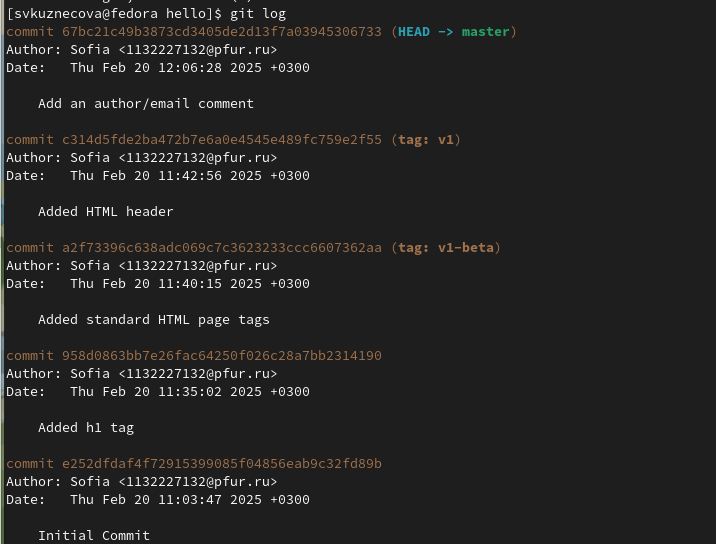 [svkuznecova@fedora hello]$ git log
commit 67bc21c49b3873cd3405de2d13f7a03945306733 (HEAD -> master)
Author: Sofia <1132227132@pfur.ru>
Date:   Thu Feb 20 12:06:28 2025 +0300
Add an author/email comment
commit c314d5fde2ba472b7e6a0e4545e489fc759e2f55 (tag: v1)
Author: Sofia <1132227132@pfur.ru>
Date:   Thu Feb 20 11:42:56 2025 +0300
Added HTML header
commit a2f73396c638adc069c7c3623233ccc6607362aa (tag: v1-beta)
Author: Sofia <1132227132@pfur.ru>
Date:   Thu Feb 20 11:40:15 2025 +0300
Added standard HTML page tags
commit 958d0863bb7e26fac64250f026c28a7bb2314190
Author: Sofia <1132227132@pfur.ru>
Date:   Thu Feb 20 11:35:02 2025 +0300
Added h1 tag
commit e252dfdaf4f72915399085f04856eab9c32fd89b
Author: Sofia <1132227132@pfur.ru>
Date:   Thu Feb 20 11:03:47 2025 +0300
Initial Commit